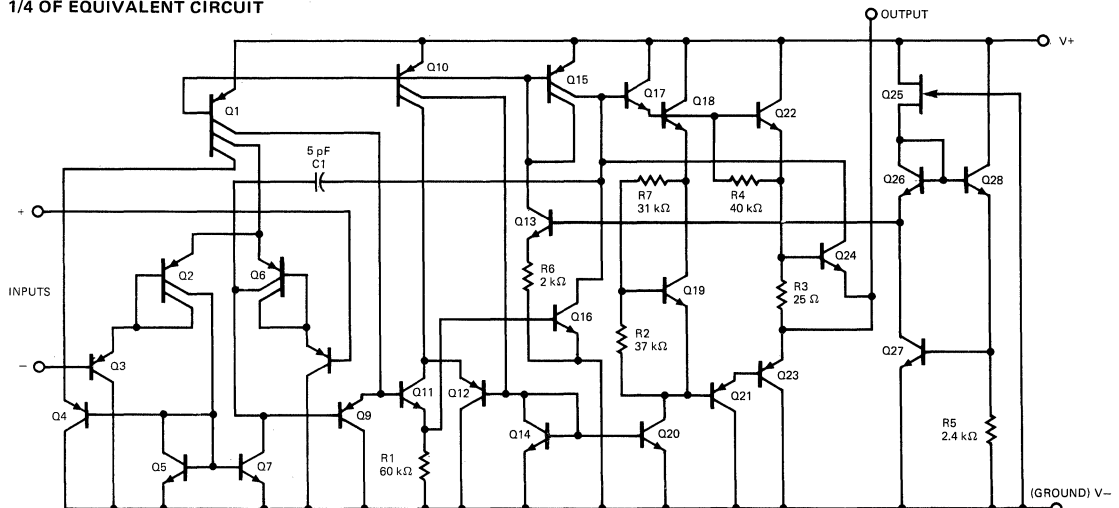 1/4 OF EQUIVALENT CIRCUIT
OUTPUT
V+
Q10
Q15
Q17
Q18
Q22
Q25
Q1
5 pF
C1
R7
31 kΩ
R4
40 kΩ
Q26
Q28
+
Q13
Q24
Q2
Q6
R6
2 kΩ
R3
25 Ω
INPUTS
Q19
Q16
R2
37 kΩ
Q27
−
Q3
Q11
Q12
Q21
Q23
Q4
Q9
Q14
Q20
R5
2.4 kΩ
Q5
Q7
R1
60 kΩ
(GROUND) V−